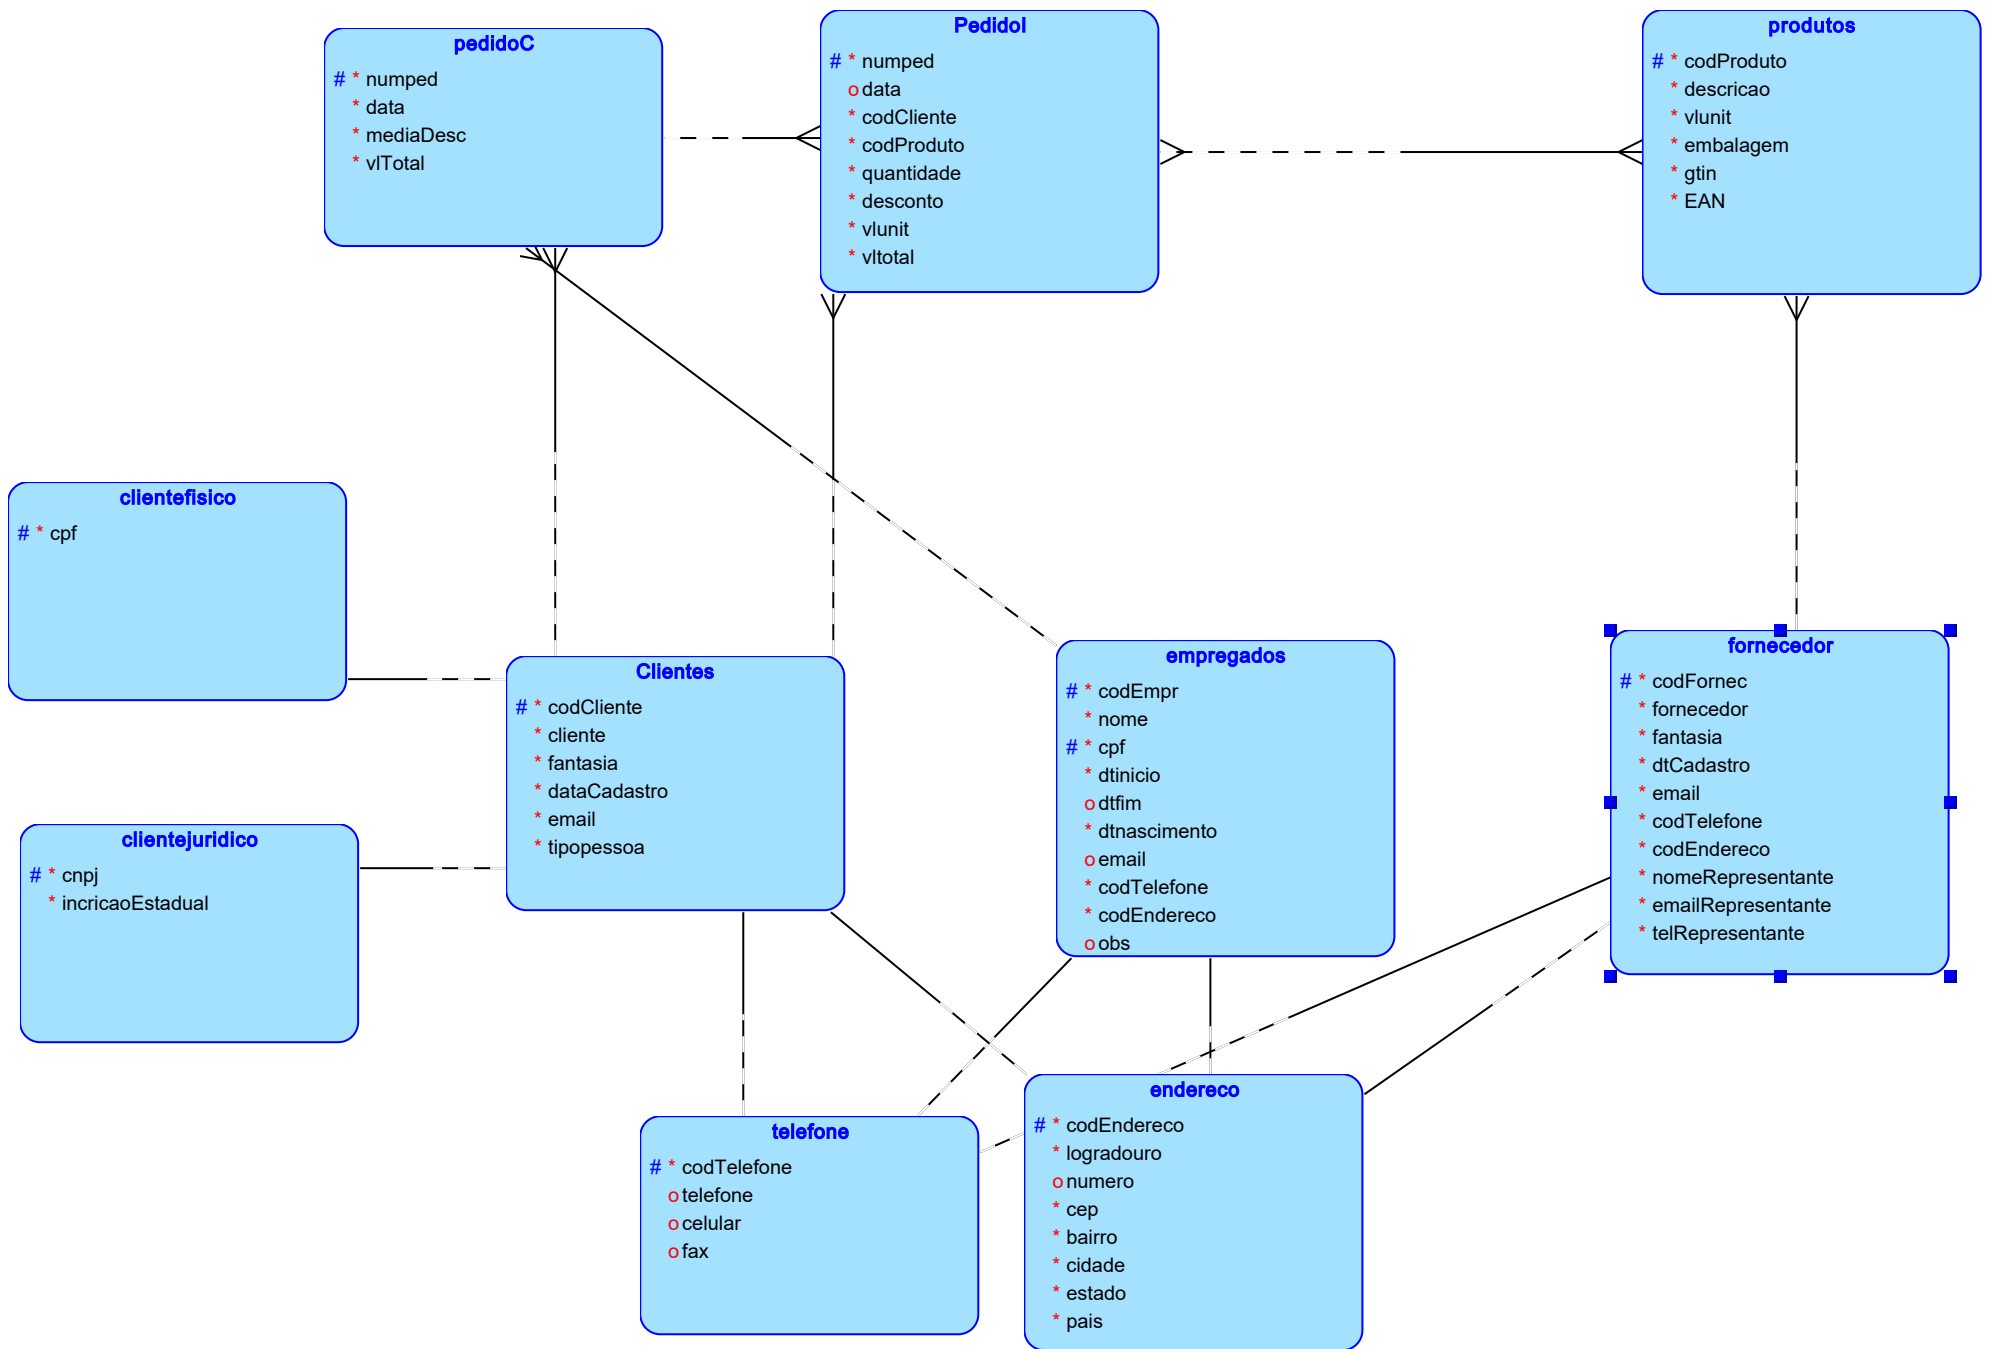 pedidoC
# * numped
* data
* mediaDesc
* vlTotal
PedidoI
# * numped
o data
* codCliente
* codProduto
* quantidade
* desconto
* vlunit
* vltotal
produtos
# * codProduto
* descricao
* vlunit
* embalagem
* gtin
* EAN
clientefisico
# * cpf
clientejuridico
# * cnpj
* incricaoEstadual
Clientes
# * codCliente
* cliente
* fantasia
* dataCadastro
* email
* tipopessoa
empregados
# * codEmpr
* nome
# * cpf
* dtinicio
o dtfim
* dtnascimento
o email
* codTelefone
* codEndereco
o obs
fornecedor
# * codFornec
* fornecedor
* fantasia
* dtCadastro
* email
* codTelefone
* codEndereco
* nomeRepresentante
* emailRepresentante
* telRepresentante
telefone
# * codTelefone
o telefone
o celular
o fax
endereco
# * codEndereco
* logradouro
o numero
* cep
* bairro
* cidade
* estado
* pais